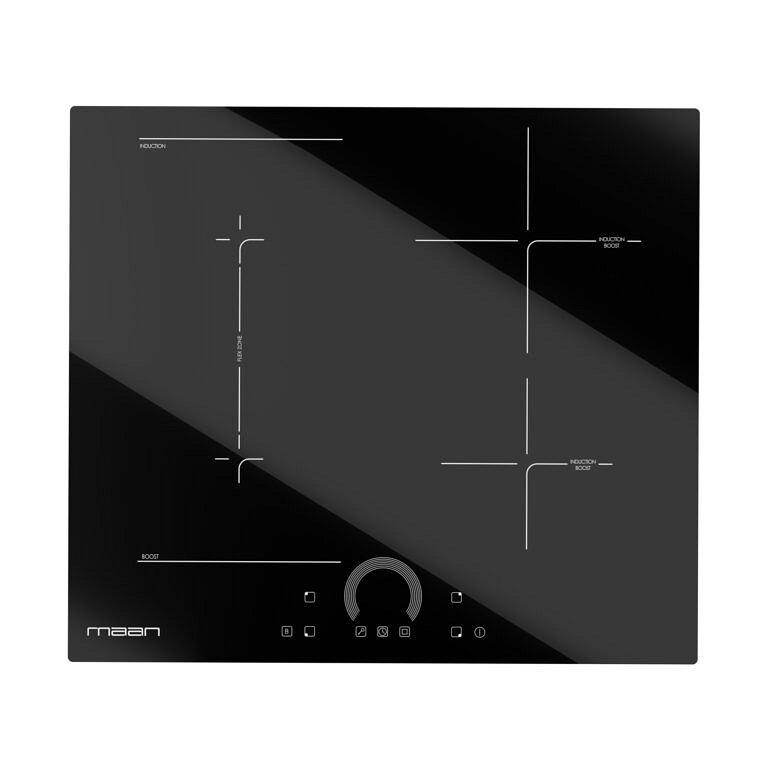 INDUCTION
INDUCTION
BOOST
FLEX ZONE
INDUCTION
BOOST
BOOST
maan
B